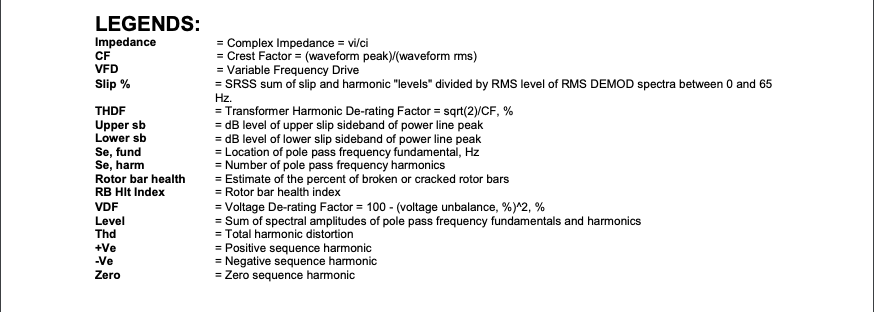 LEGENDS:
Impedance = Complex Impedance = vi/ci
CF = Crest Factor = (waveform peak)/(waveform rms)
VFD = Variable Frequency Drive
Slip % = SRSS sum of slip and harmonic "levels" divided by RMS level of RMS DEMOD spectra between 0 and 65
Hz.
THDF = Transformer Harmonic De-rating Factor = sqrt(2)/CF, %
Upper sb = dB level of upper slip sideband of power line peak
Lower sb = dB level of lower slip sideband of power line peak
Se, fund = Location of pole pass frequency fundamental, Hz
Se, harm = Number of pole pass frequency harmonics
Rotor bar health = Estimate of the percent of broken or cracked rotor bars
RB Hlt Index = Rotor bar health index
VDF = Voltage De-rating Factor = 100 - (voltage unbalance, %)^2, %
Level = Sum of spectral amplitudes of pole pass frequency fundamentals and harmonics
Thd = Total harmonic distortion
+Ve = Positive sequence harmonic
-Ve = Negative sequence harmonic
Zero = Zero sequence harmonic